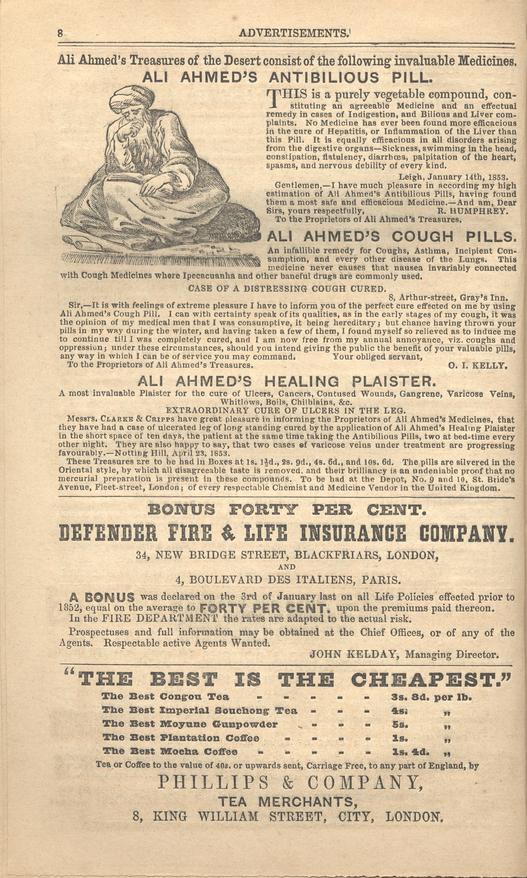 8 ADVERTISEMENTS.
Ali Ahmed's Treasures of the Desert consist of the following invaluable Medicines.
ALI AHMED'S ANTIBILIOUS PILL.
THIS is a purely vegetable compound, con-
stituting an agreeable Medicine and an effectual
remedy in cases of Indigestion, and Bilious and Liver com-
plaints. No Medicine has ever been found more efficacious
in the cure of Hepatitis, or Inflammation of the Liver than
this Pill. It is equally efficacious in all disorders arising
from the digestive organs—Sickness, swimming in the head,
constipation, flatulency, diarrhœa, palpitation of the heart,
spasms, and nervous debility of every kind.
Leigh, January 14th, 1853.
Gentlemen,—I have much pleasure in according my high
estimation of Ali Ahmed's Antibilious Pills, having found
them a most safe and efficacious Medicine.—And am, Dear
Sirs, yours respectfully, R. HUMPHREY.
To the Proprietors of Ali Ahmed's Treasures.
ALI AHMED'S COUGH PILLS.
An infallible remedy for Coughs, Asthma, Incipient Con-
sumption, and every other disease of the Lungs. This
medicine never causes that nausea invariably connected
with Cough Medicines where Ipecacuanha and other baneful drugs are commonly used.
CASE OF A DISTRESSING COUGH CURED.
8, Arthur-street, Gray's Inn.
Sir,—It is with feelings of extreme pleasure I have to inform you of the perfect cure effected on me by using
Ali Ahmed's Cough Pill. I can with certainty speak of its qualities, as in the early stages of my cough, it was
the opinion of my medical men that I was consumptive, it being hereditary; but chance having thrown your
pills in my way during the winter, and having taken a few of them, I found myself so relieved as to induce me
to continue till I was completely cured, and I am now free from my annual annoyance, viz. coughs and
oppression; under these circumstances, should you intend giving the public the benefit of your valuable pills,
any way in which I can be of service you may command. Your obliged servant,
To the Proprietors of Ali Ahmed's Treasures. O. I. KELLY.
ALI AHMED'S HEALING PLAISTER.
A most invaluable Plaister for the cure of Ulcers, Cancers, Contused Wounds, Gangrene, Varicose Veins,
Whitlows, Boils, Chilblains, &c.
EXTRAORDINARY CURE OF ULCERS IN THE LEG.
Messrs. CLARKE & CRIPPS have great pleasure in informing the Proprietors of Ali Ahmed's Medicines, that
they have had a case of ulcerated leg of long standing cured by the application of Ali Ahmed's Healing Plaister
in the short space of ten days, the patient at the same time taking the Antibilious Pills, two at bed-time every
other night. They are also happy to say, that two cases of varicose veins under treatment are progressing
favourably.—Notting Hill, April 23, 1853.
These Treasures are to be had in Boxes at 1s. 1½d., 2s. 9d., 4s. 6d., and 10s. 6d. The pills are silvered in the
Oriental style, by which all disagreeable taste is removed, and their brilliancy is an undeniable proof that no
mercurial preparation is present in these compounds. To be had at the Depot, No. 9 and 10, St. Bride's
Avenue, Fleet-street, London; of every respectable Chemist and Medicine Vendor in the United Kingdom.
BONUS FORTY PER CENT.
DEFENDER FIRE & LIFE INSURANCE COMPANY.
34, NEW BRIDGE STREET, BLACKFRIARS, LONDON,
AND
4, BOULEVARD DES ITALIENS, PARIS.
A BONUS was declared on the 3rd of January last on all Life Policies effected prior to
1852, equal on the average to FORTY PER CENT. upon the premiums paid thereon.
In the FIRE DEPARTMENT the rates are adapted to the actual risk.
Prospectuses and full information may be obtained at the Chief Offices, or of any of the
Agents. Respectable active Agents Wanted.
JOHN KELDAY, Managing Director.
"THE BEST IS THE CHEAPEST."
The Best Congou Tea - - - - - 3s. 8d. per lb.
The Best Imperial Souchong Tea - - - - 4s. „
The Best Moyune Gunpowder - - - - 5s. „
The Best Plantation Coffee - - - - 1s. „
The Best Mocha Coffee - - - - - 1s. 4d. „
Tea or Coffee to the value of 40s. or upwards sent, Carriage Free, to any part of England, by
PHILLIPS & COMPANY,
TEA MERCHANTS,
8, KING WILLIAM STREET, CITY, LONDON.